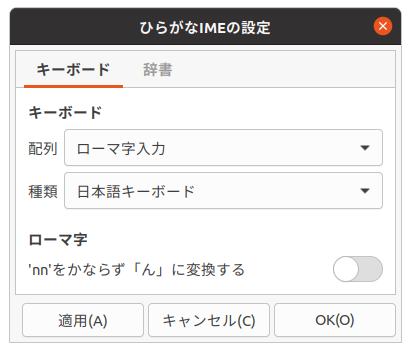 ひらがなIMEの設定
キーボード 辞書
キーボード
配列 ローマ字入力
種類 日本語キーボード
ローマ字
'nn'をかならず「ん」に変換する
適用(A) キャンセル(C) OK(O)